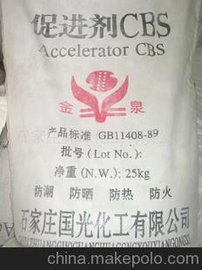 促进剂CBS
Accelerator CBS
金泉
产品标准 GB11408-89
批号(Lot No.):
净重(N.W.): 25kg
防潮 防晒 防热 防火
石家庄国光化工有限公司
china.makepolo.com